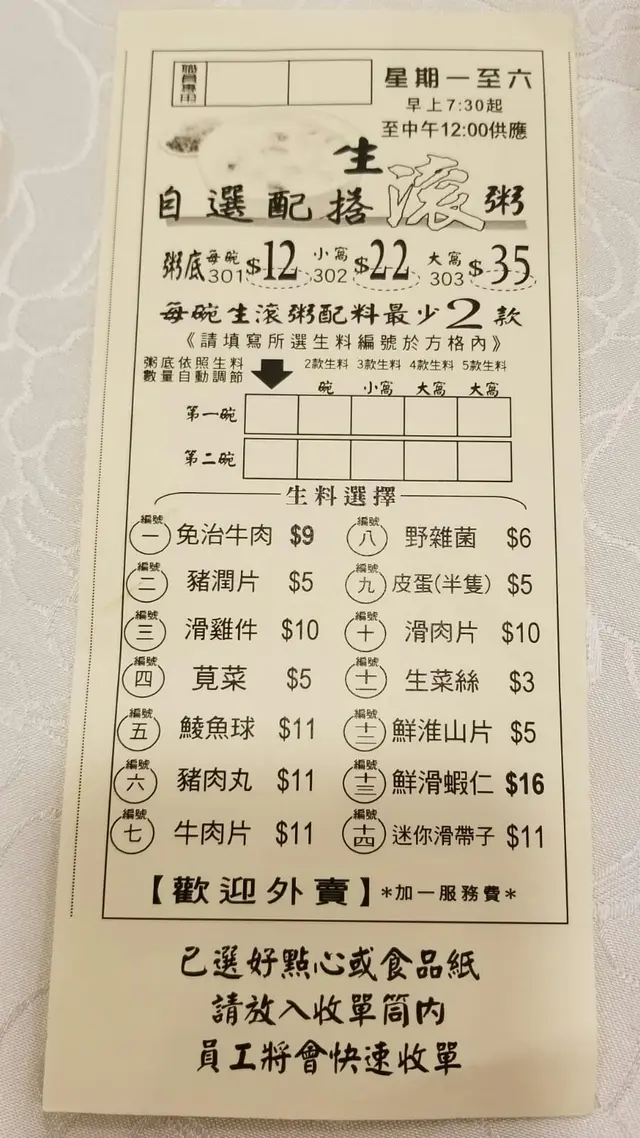 職員專用
星期一至六
早上7:30起
至中午12:00供應
自選配搭生滾粥
粥底 每碗 301 $12 小窩 302 $22 大窩 303 $35
每碗生滾粥配料最少2款
《請填寫所選生料編號於方格內》
粥底依照生料 2款生料 3款生料 4款生料 5款生料
數量自動調節 碗 小窩 大窩 大窩
第一碗
第二碗
生料選擇
編號 一 免治牛肉 $9 編號 八 野雜菌 $6
編號 二 豬潤片 $5 編號 九 皮蛋(半隻) $5
編號 三 滑雞件 $10 編號 十 滑肉片 $10
編號 四 莧菜 $5 編號 十一 生菜絲 $3
編號 五 鯪魚球 $11 編號 十二 鮮淮山片 $5
編號 六 豬肉丸 $11 編號 十三 鮮滑蝦仁 $16
編號 七 牛肉片 $11 編號 十四 迷你滑帶子 $11
【歡迎外賣】*加一服務費*
已選好點心或食品紙
請放入收單筒內
員工將會快速收單